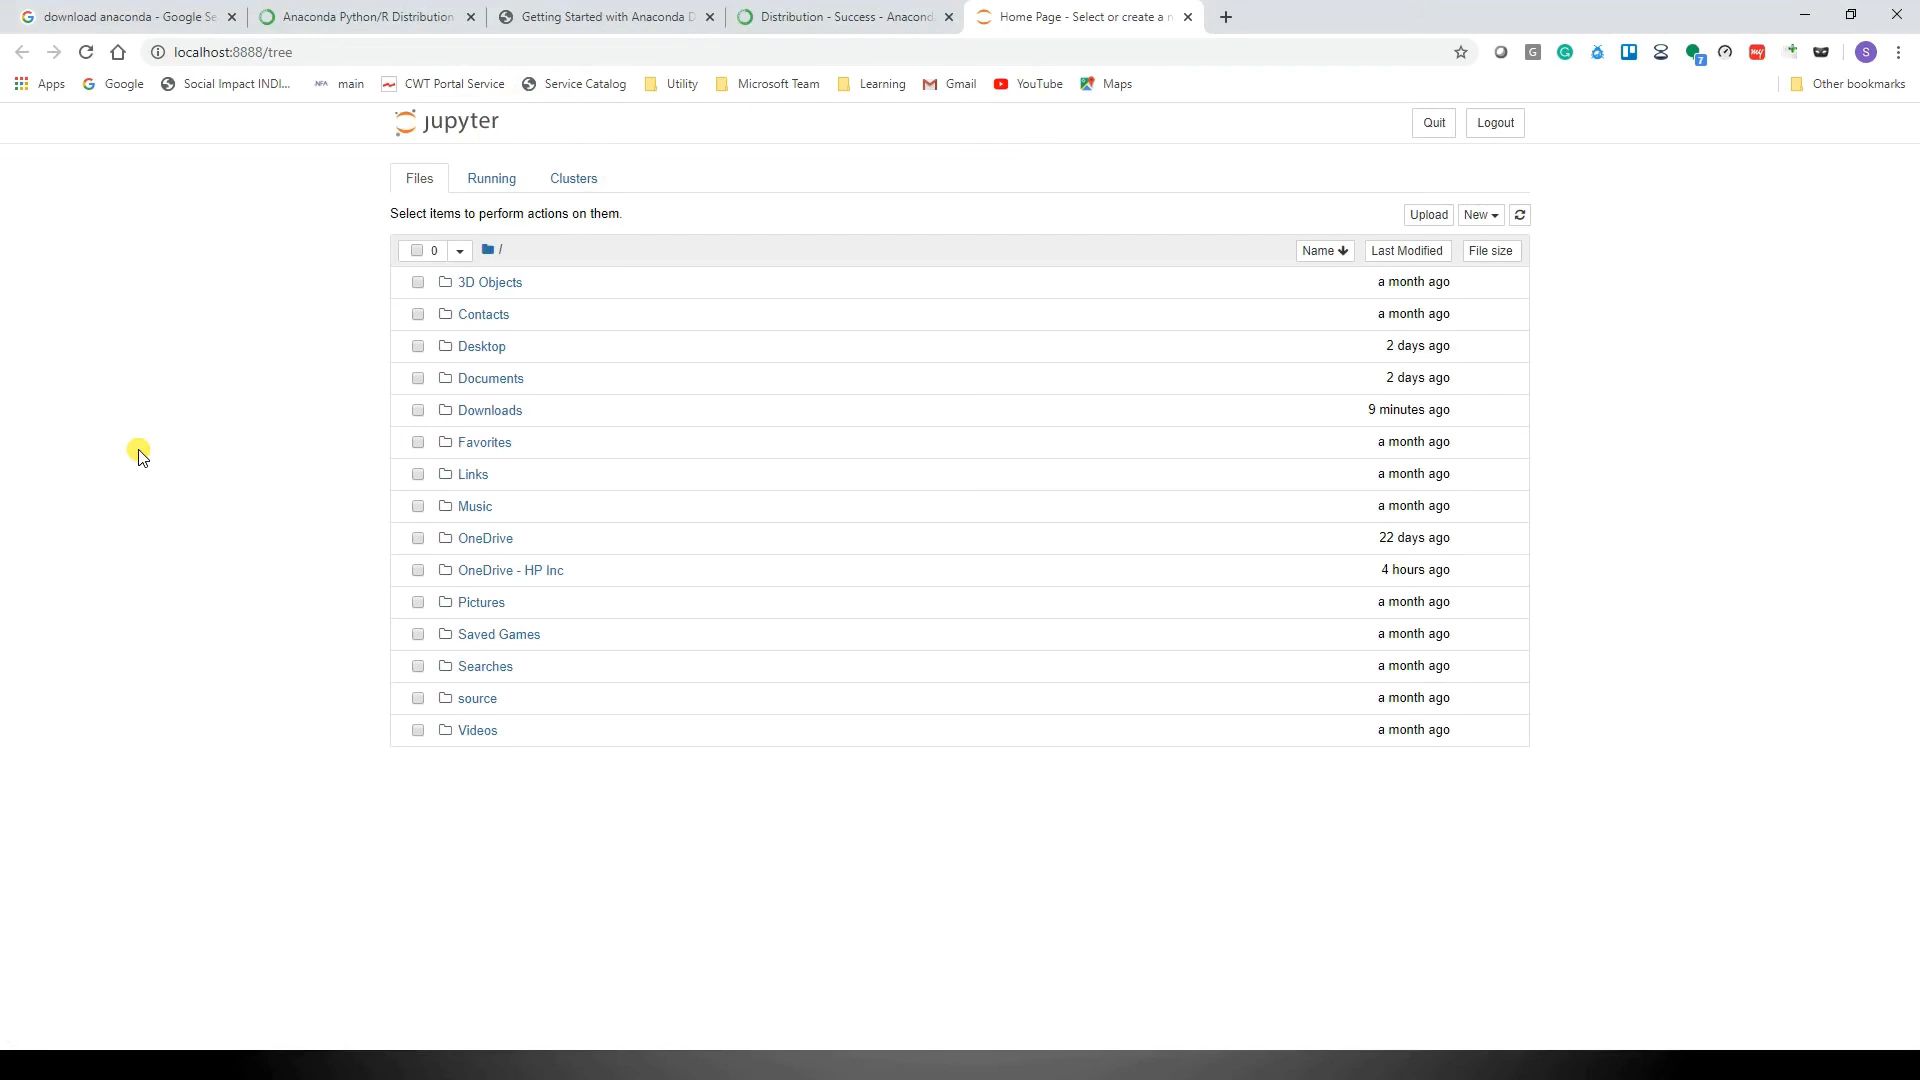 download anaconda - Google Se
Anaconda Python/R Distribution
Getting Started with Anaconda D
Distribution - Success - Anacond
Home Page - Select or create a n
localhost:8888/tree
7
S
Apps
Google
Social Impact INDI...
NFA
main
CWT Portal Service
Service Catalog
Utility
Microsoft Team
Learning
Gmail
YouTube
Maps
Other bookmarks
jupyter
Quit
Logout
Files
Running
Clusters
Select items to perform actions on them.
Upload
New
0
/
Name
Last Modified
File size
3D Objects a month ago
Contacts a month ago
Desktop 2 days ago
Documents 2 days ago
Downloads 9 minutes ago
Favorites a month ago
Links a month ago
Music a month ago
OneDrive 22 days ago
OneDrive - HP Inc 4 hours ago
Pictures a month ago
Saved Games a month ago
Searches a month ago
source a month ago
Videos a month ago